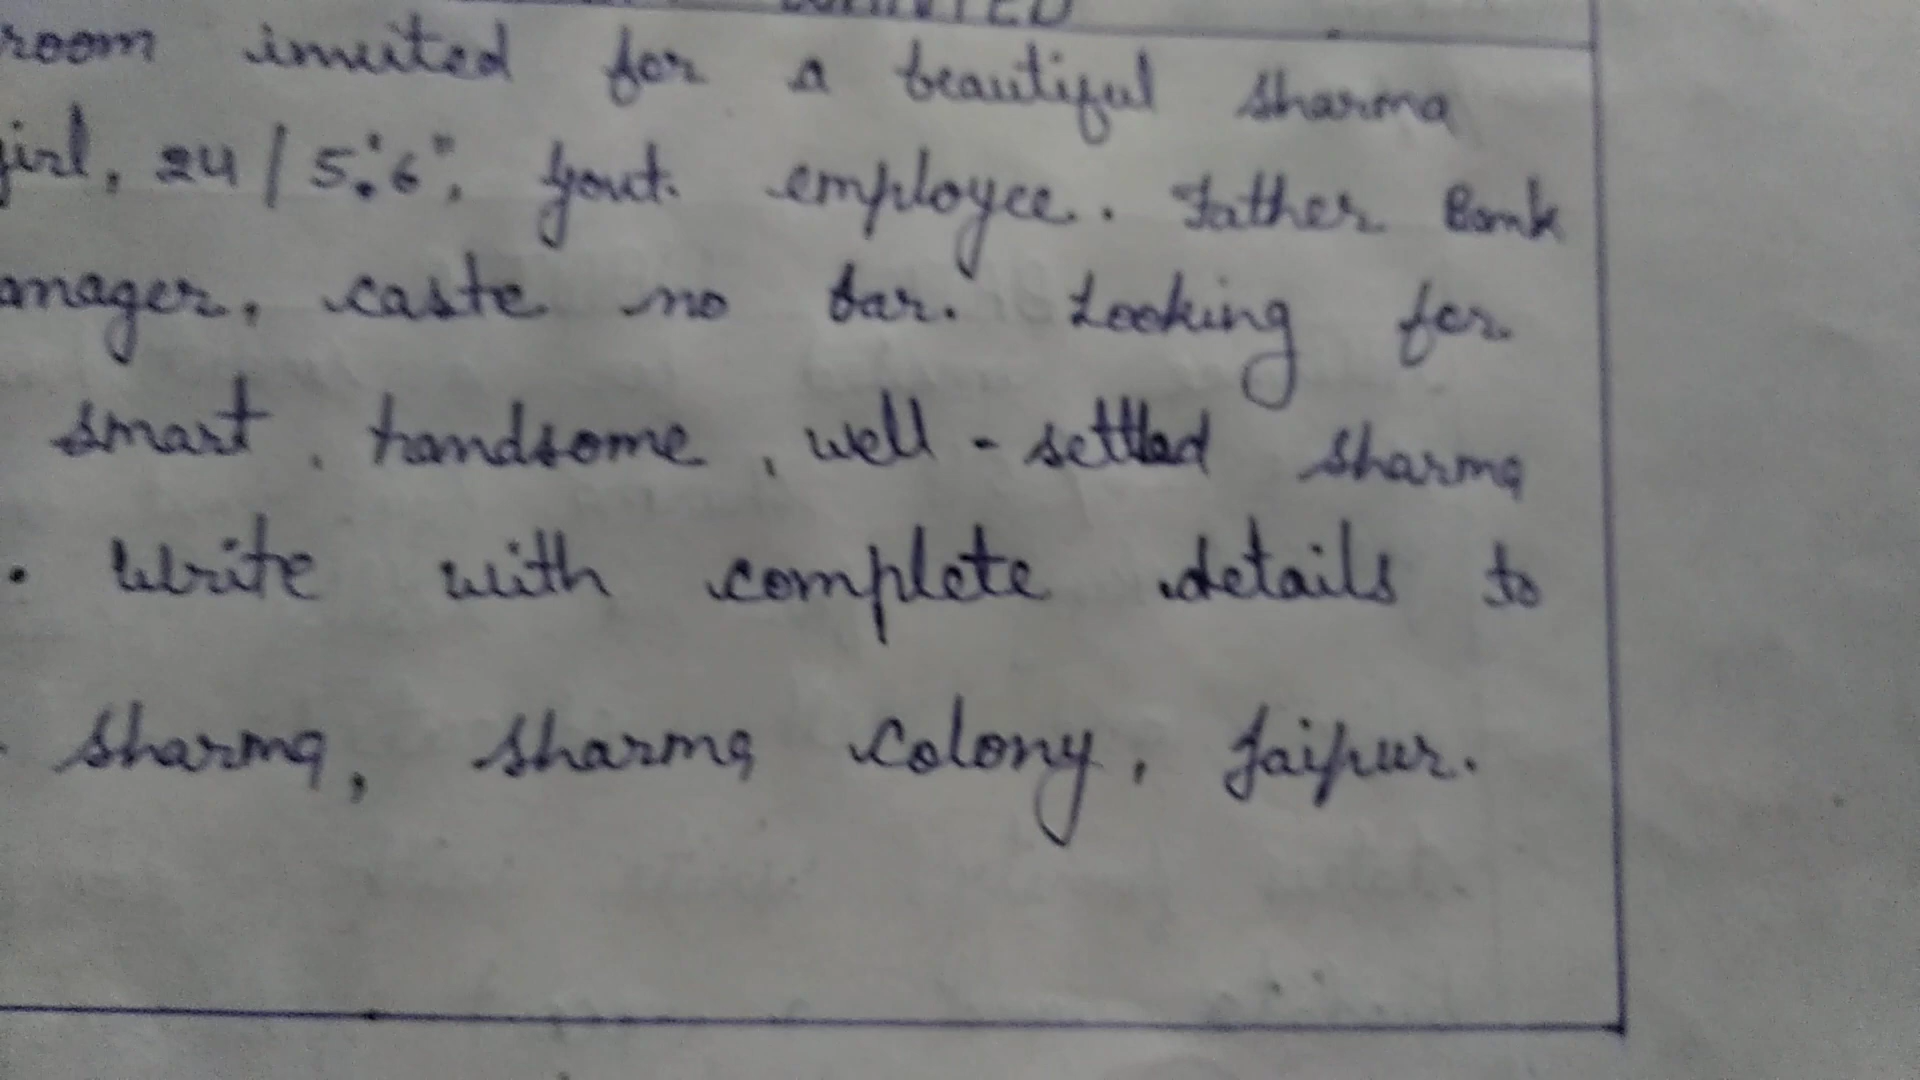 room invited for a beautiful Sharma
girl, 24 / 5'.6", Govt. employee. Father Bank
anager, caste no bar. Looking for
smart, handsome, well-settled Sharma
. Write with complete details to
Sharma, Sharma Colony, Jaipur.